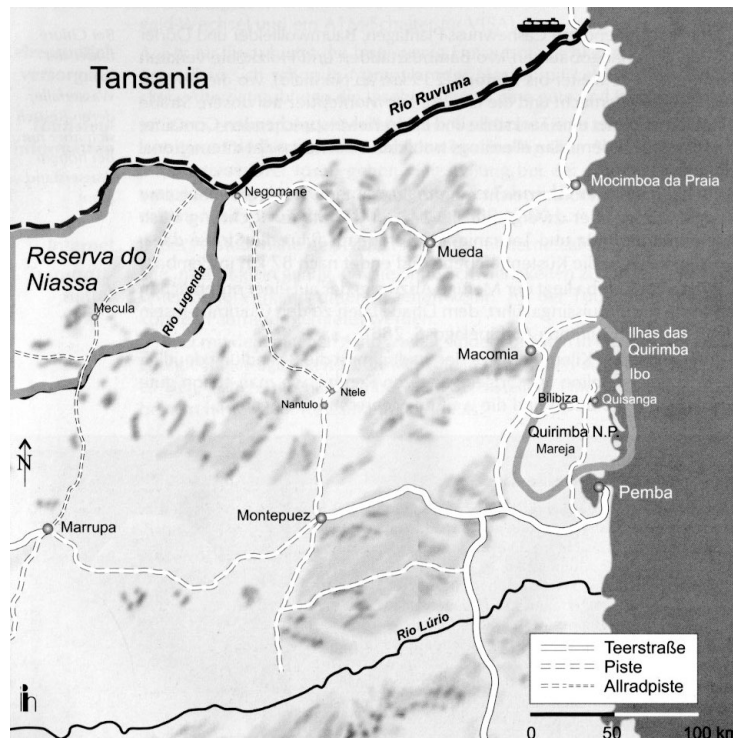 Tansania
Rio Ruvuma
Negomane
Mocimboa da Praia
Mueda
Reserva do
Niassa
Mecula
Rio Lugenda
Macomia
Ilhas das
Quirimba
Ibo
Bilibiza
Quisanga
Ntele
Nantulo
Quirimba N.P.
Mareja
N
Pemba
Montepuez
Marrupa
Rio Lúrio
Teerstraße
Piste
Allradpiste
0 50 100 km